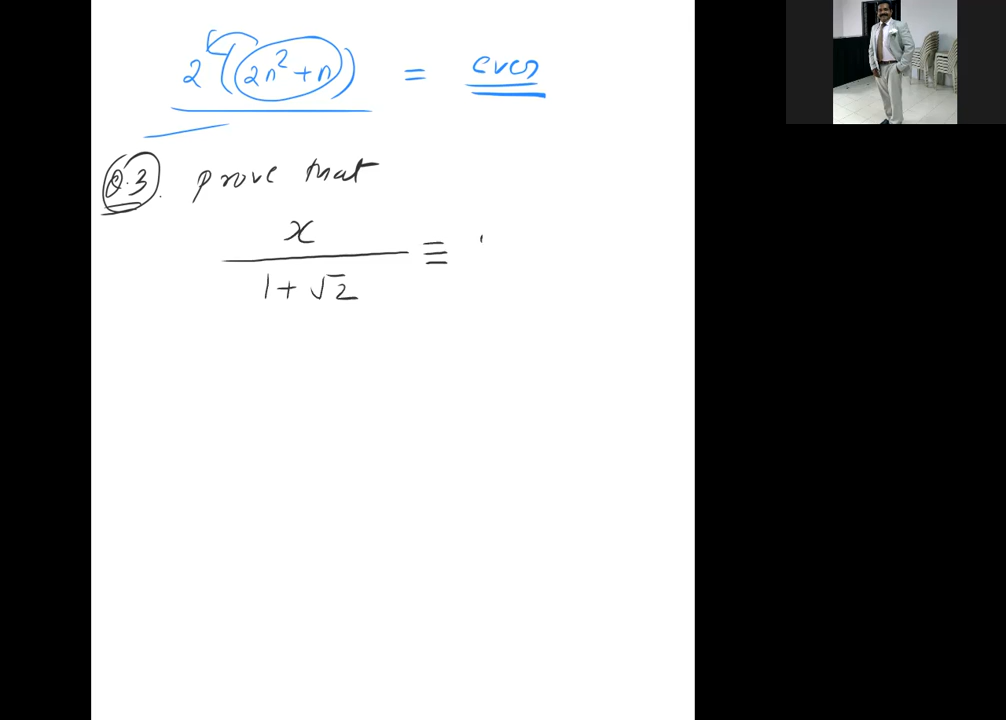 2(2n²+n) = even
Q.3. prove that
x
――― ≡
1+√2